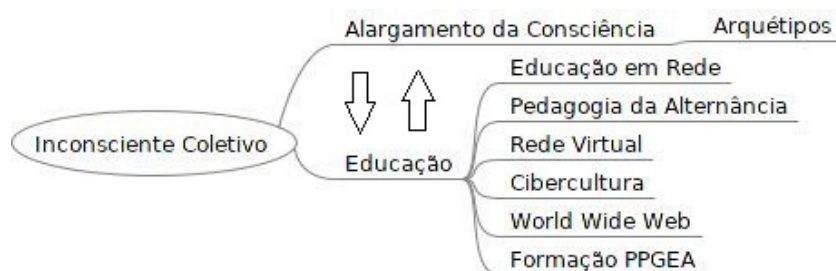 Alargamento da Consciência
Arquétipos
Educação em Rede
Pedagogia da Alternância
Inconsciente Coletivo
Rede Virtual
Educação
Cibercultura
World Wide Web
Formação PPGEA